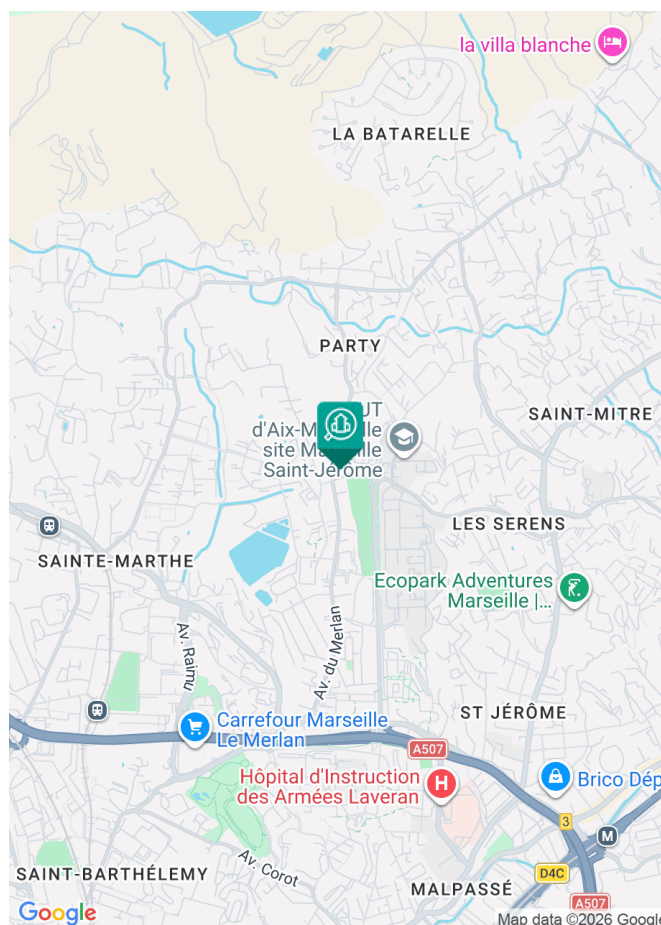 la villa blanche
LA BATARELLE
PARTY
SAINT-MITRE
d'Aix-M
site Ma
Saint-Jérôme
LES SERENS
SAINTE-MARTHE
Ecopark Adventures
Marseille |...
Av. Raimu
Av. du Merlan
ST JÉRÔME
Carrefour Marseille
Le Merlan
A507
Hôpital d'Instruction
des Armées Laveran
H
Brico Dép
3
M
SAINT-BARTHÉLEMY
Av. Corot
D4C
MALPASSÉ
A507
Google
Map data ©2026 Google